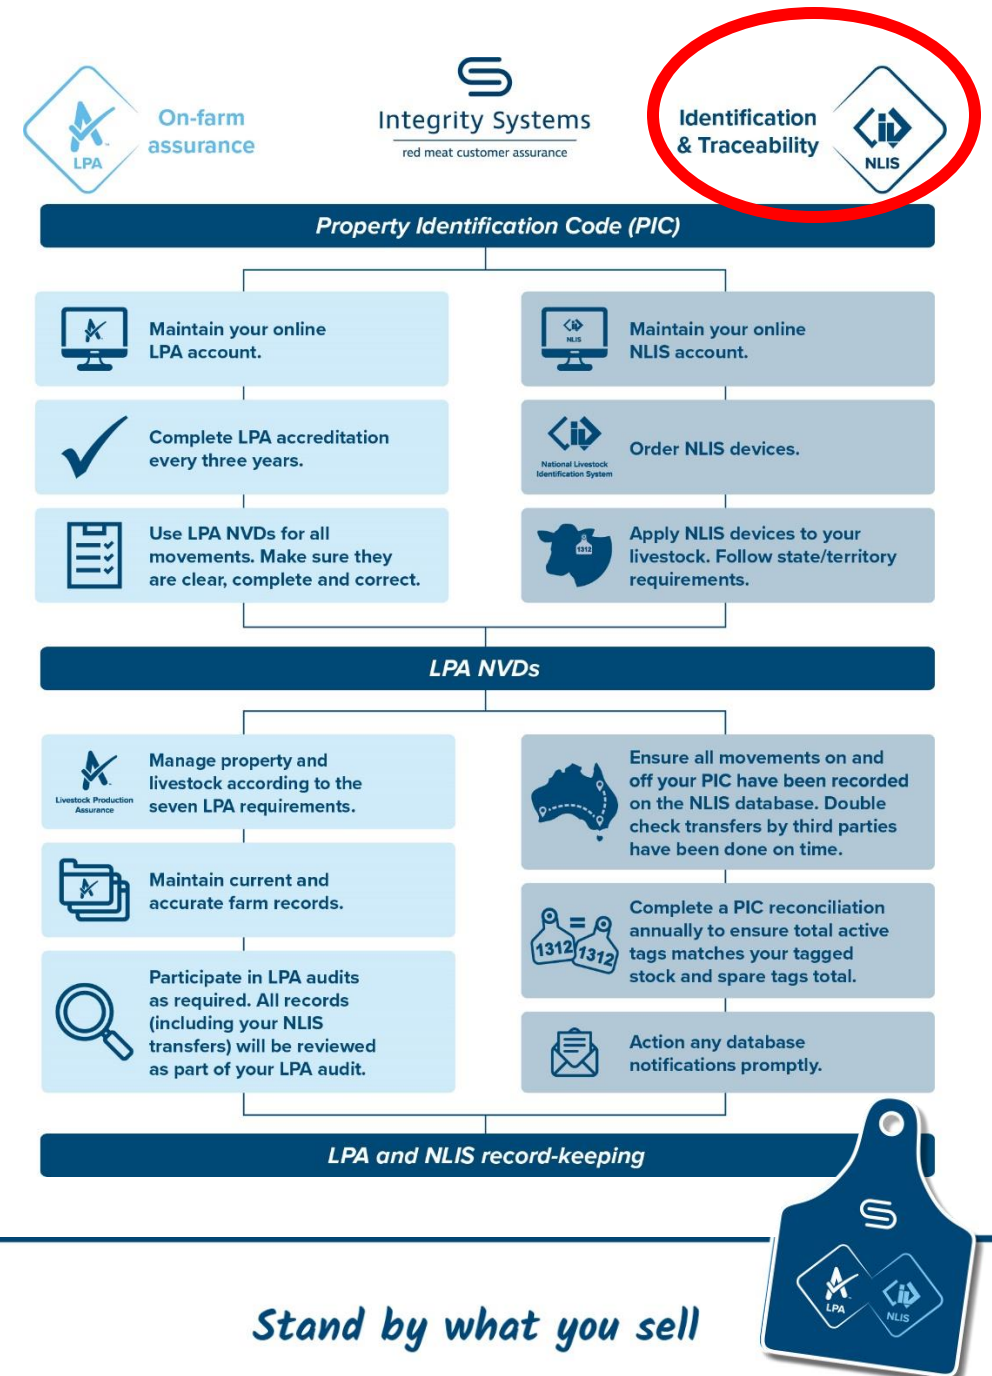 On-farm
assurance
LPA
Integrity Systems
red meat customer assurance
Identification
& Traceability
NLIS
Property Identification Code (PIC)
Maintain your online
LPA account.
NLIS
Maintain your online
NLIS account.
Complete LPA accreditation
every three years.
National Livestock
Identification System
Order NLIS devices.
Use LPA NVDs for all
movements. Make sure they
are clear, complete and correct.
1312
Apply NLIS devices to your
livestock. Follow state/territory
requirements.
LPA NVDs
Livestock Production
Assurance
Manage property and
livestock according to the
seven LPA requirements.
Ensure all movements on and
off your PIC have been recorded
on the NLIS database. Double
check transfers by third parties
have been done on time.
Maintain current and
accurate farm records.
1312 = 1312
Complete a PIC reconciliation
annually to ensure total active
tags matches your tagged
stock and spare tags total.
Participate in LPA audits
as required. All records
(including your NLIS
transfers) will be reviewed
as part of your LPA audit.
Action any database
notifications promptly.
LPA and NLIS record-keeping
LPA
NLIS
Stand by what you sell